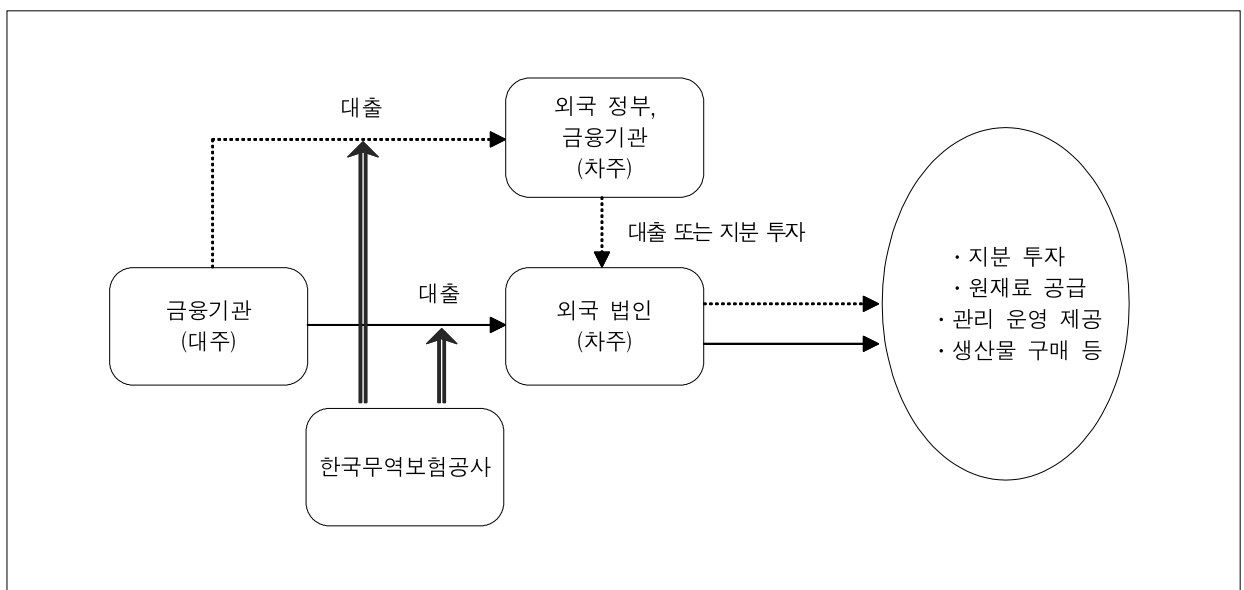 대출
외국 정부,
금융기관
(차주)
대출 또는 지분 투자
금융기관
(대주)
대출
외국 법인
(차주)
한국무역보험공사
· 지분 투자
· 원재료 공급
· 관리 운영 제공
· 생산물 구매 등